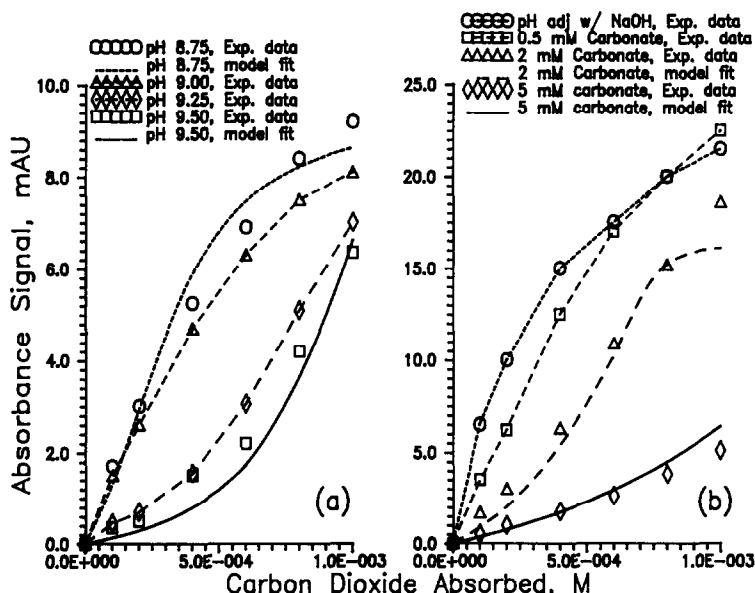 pH 8.75, Exp. data
pH 8.75, model fit
pH 9.00, Exp. data
pH 9.25, Exp. data
pH 9.50, Exp. data
pH 9.50, model fit
pH adj w/ NaOH, Exp. data
0.5 mM Carbonate, Exp. data
2 mM Carbonate, Exp. data
2 mM Carbonate, model fit
5 mM carbonate, Exp. data
5 mM carbonate, model fit
Absorbance Signal, mAU
10.0
8.0
6.0
4.0
2.0
0.0
(a)
0.0E+000
5.0E-004
1.0E-003
25.0
20.0
15.0
10.0
5.0
0.0
(b)
0.0E+000
5.0E-004
1.0E-003
Carbon Dioxide Absorbed, M